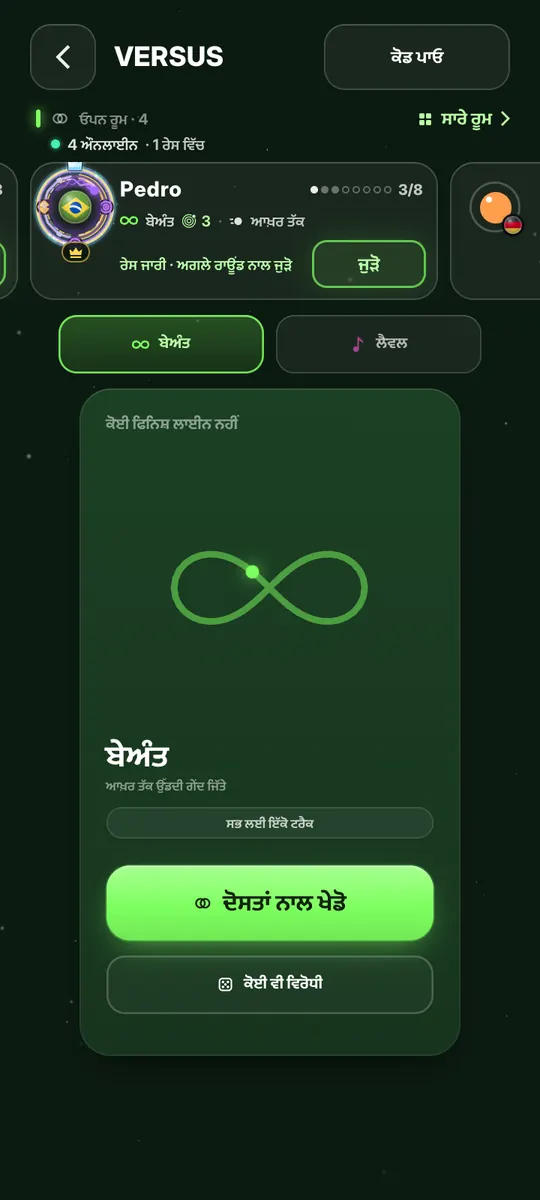 VERSUS
ਕੋਡ ਪਾਓ
ਓਪਨ ਰੂਮ · 4
ਸਾਰੇ ਰੂਮ
4 ਔਨਲਾਈਨ · 1 ਰੇਸ ਵਿੱਚ
Pedro
3/8
ਬੇਅੰਤ 3 · ਆਖ਼ਰ ਤੱਕ
ਰੇਸ ਜਾਰੀ · ਅਗਲੇ ਰਾਊਂਡ ਨਾਲ ਜੁੜੋ
ਜੁੜੋ
ਬੇਅੰਤ
ਲੈਵਲ
ਕੋਈ ਫਿਨਿਸ਼ ਲਾਈਨ ਨਹੀਂ
ਬੇਅੰਤ
ਆਖ਼ਰ ਤੱਕ ਉੱਡਦੀ ਗੇਂਦ ਜਿੱਤੇ
ਸਭ ਲਈ ਇੱਕੋ ਟਰੈਕ
ਦੋਸਤਾਂ ਨਾਲ ਖੇਡੋ
ਕੋਈ ਵੀ ਵਿਰੋਧੀ